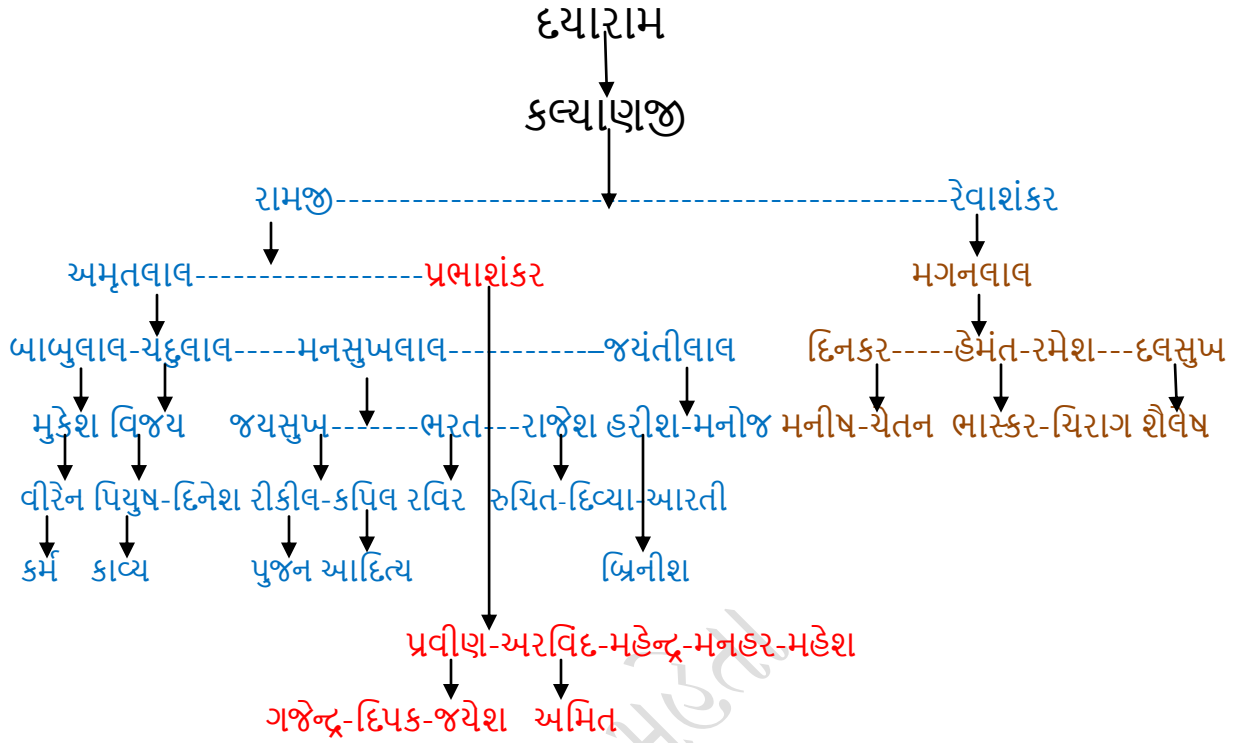 દયારામ
કલ્યાણજી
રામજી------------------------------------રેવાશંકર
અમૃતલાલ---------------પ્રભાશંકર મગનલાલ
બાબુલાલ-ચંદુલાલ-----મનસુખલાલ-----------જયંતીલાલ દિનકર-----હેમંત-રમેશ---દલસુખ
મુકેશ વિજય જયસુખ-------ભરત---રાજેશ હરીશ-મનોજ મનીષ-ચેતન ભાસ્કર-ચિરાગ શૈલેષ
વીરેન પિયુષ-દિનેશ રીકીલ-કપિલ રવિર રુચિત-દિવ્યા-આરતી
કર્મ કાવ્ય પુજન આદિત્ય બ્રિનીશ
પ્રવીણ-અરવિંદ-મહેન્દ્ર-મનહર-મહેશ
ગજેન્દ્ર-દિપક-જયેશ અમિત
મહેતા